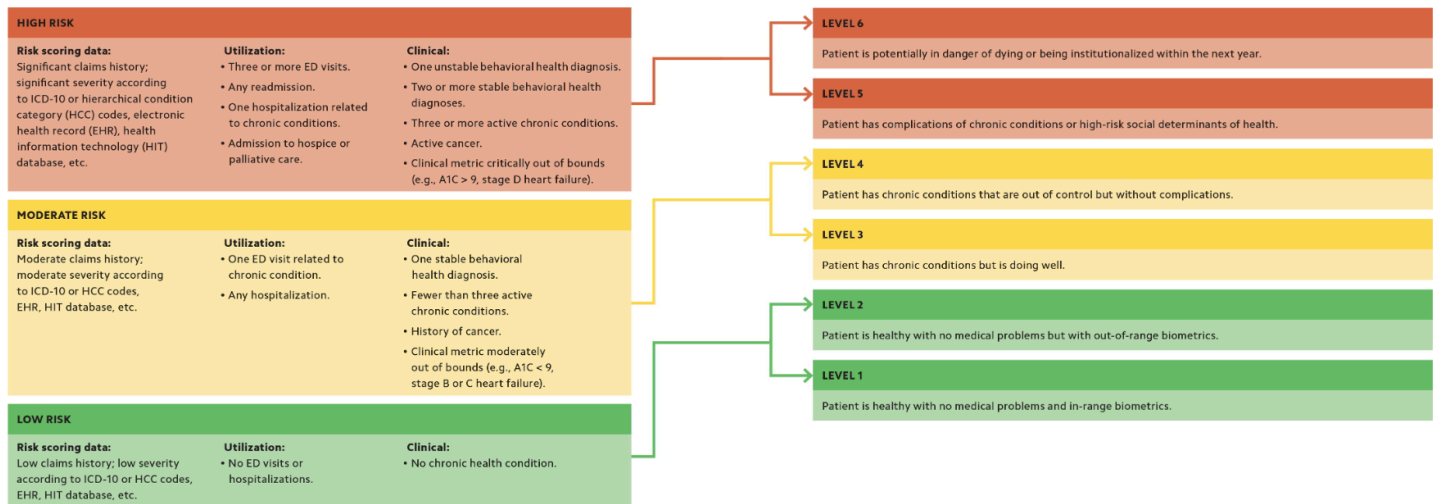 HIGH RISK
Risk scoring data:
Significant claims history;
significant severity according
to ICD-10 or hierarchical condition
category (HCC) codes, electronic
health record (EHR), health
information technology (HIT)
database, etc.
Utilization:
• Three or more ED visits.
• Any readmission.
• One hospitalization related
to chronic conditions.
• Admission to hospice or
palliative care.
Clinical:
• One unstable behavioral health diagnosis.
• Two or more stable behavioral health
diagnoses.
• Three or more active chronic conditions.
• Active cancer.
• Clinical metric critically out of bounds
(e.g., A1C > 9, stage D heart failure).
MODERATE RISK
Risk scoring data:
Moderate claims history;
moderate severity according
to ICD-10 or HCC codes,
EHR, HIT database, etc.
Utilization:
• One ED visit related to
chronic condition.
• Any hospitalization.
Clinical:
• One stable behavioral
health diagnosis.
• Fewer than three active
chronic conditions.
• History of cancer.
• Clinical metric moderately
out of bounds (e.g., A1C < 9,
stage B or C heart failure).
LOW RISK
Risk scoring data:
Low claims history; low severity
according to ICD-10 or HCC codes,
EHR, HIT database, etc.
Utilization:
• No ED visits or
hospitalizations.
Clinical:
• No chronic health condition.
LEVEL 6
Patient is potentially in danger of dying or being institutionalized within the next year.
LEVEL 5
Patient has complications of chronic conditions or high-risk social determinants of health.
LEVEL 4
Patient has chronic conditions that are out of control but without complications.
LEVEL 3
Patient has chronic conditions but is doing well.
LEVEL 2
Patient is healthy with no medical problems but with out-of-range biometrics.
LEVEL 1
Patient is healthy with no medical problems and in-range biometrics.